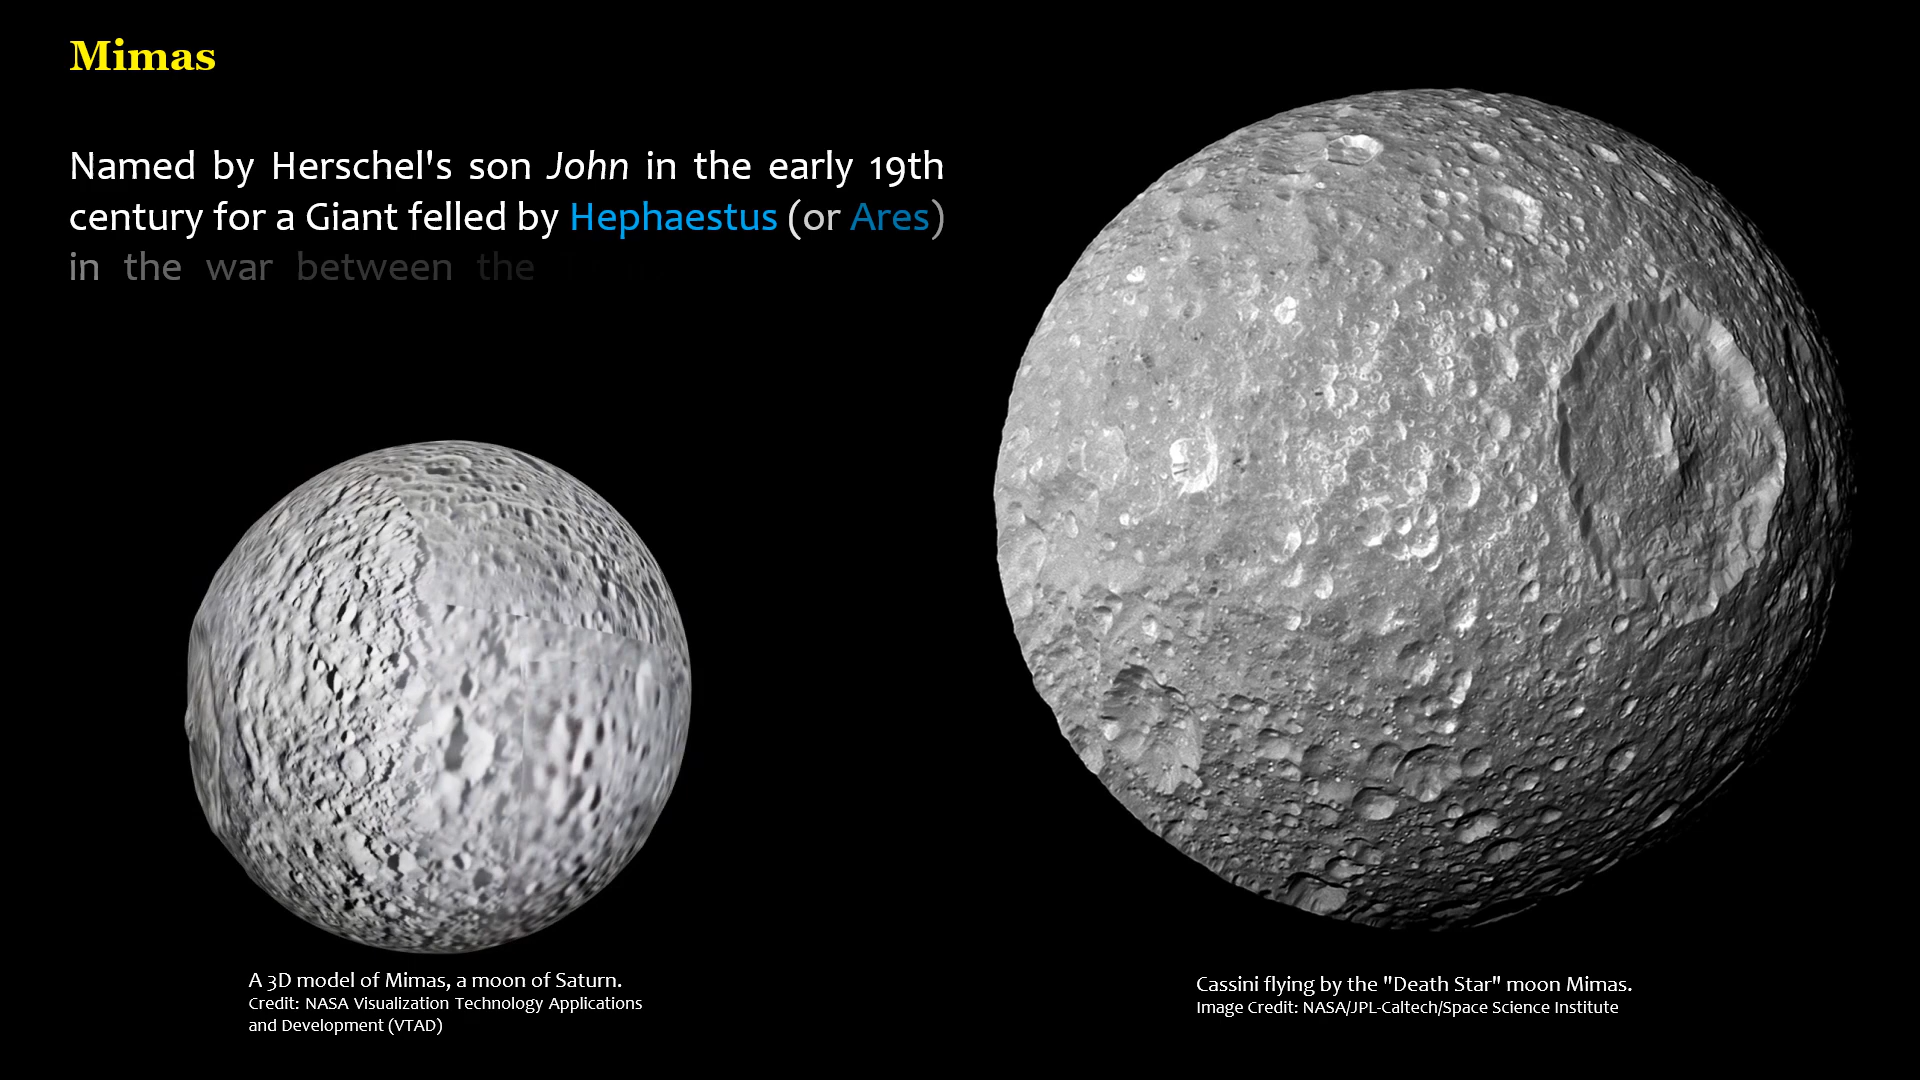 Mimas
Named by Herschel's son John in the early 19th
century for a Giant felled by Hephaestus (or Ares)
in the war between the
A 3D model of Mimas, a moon of Saturn.
Credit: NASA Visualization Technology Applications
and Development (VTAD)
Cassini flying by the "Death Star" moon Mimas.
Image Credit: NASA/JPL-Caltech/Space Science Institute